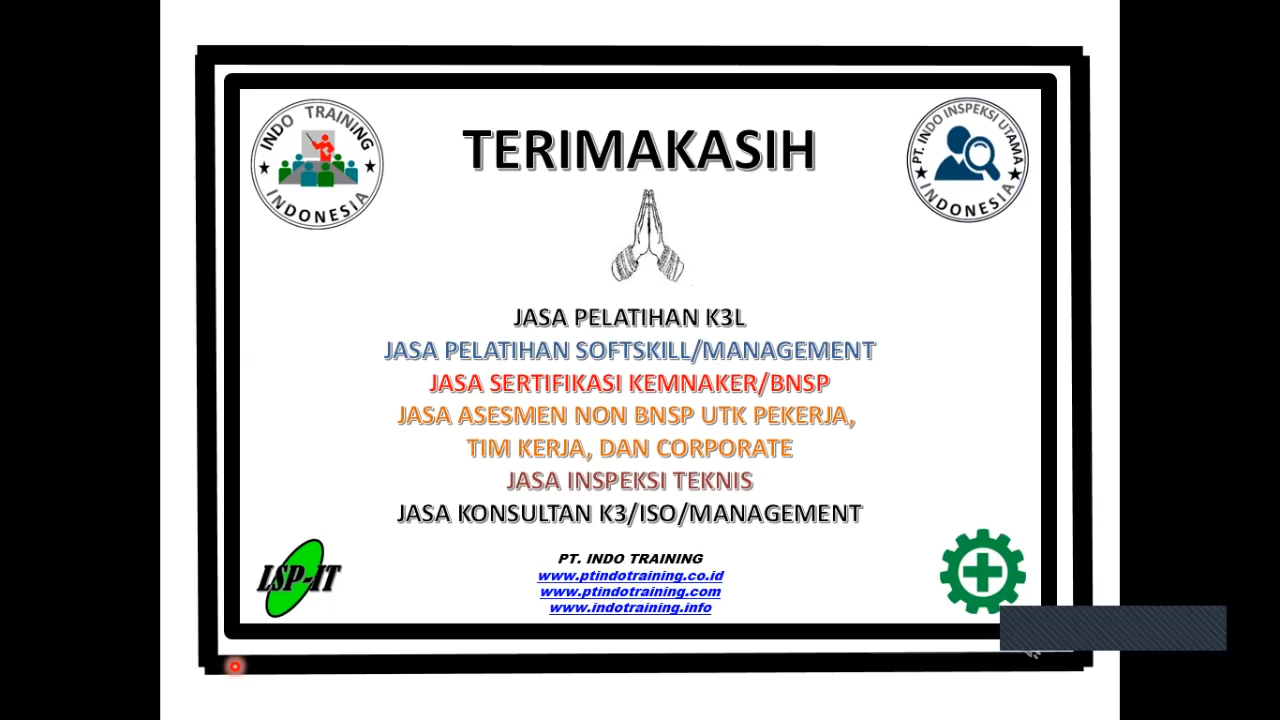 INDO TRAINING
INDONESIA
TERIMAKASIH
PT. INDO INSPEKSI UTAMA
INDONESIA
JASA PELATIHAN K3L
JASA PELATIHAN SOFTSKILL/MANAGEMENT
JASA SERTIFIKASI KEMNAKER/BNSP
JASA ASESMEN NON BNSP UTK PEKERJA,
TIM KERJA, DAN CORPORATE
JASA INSPEKSI TEKNIS
JASA KONSULTAN K3/ISO/MANAGEMENT
LSP-IT
PT. INDO TRAINING
www.ptindotraining.co.id
www.ptindotraining.com
www.indotraining.info